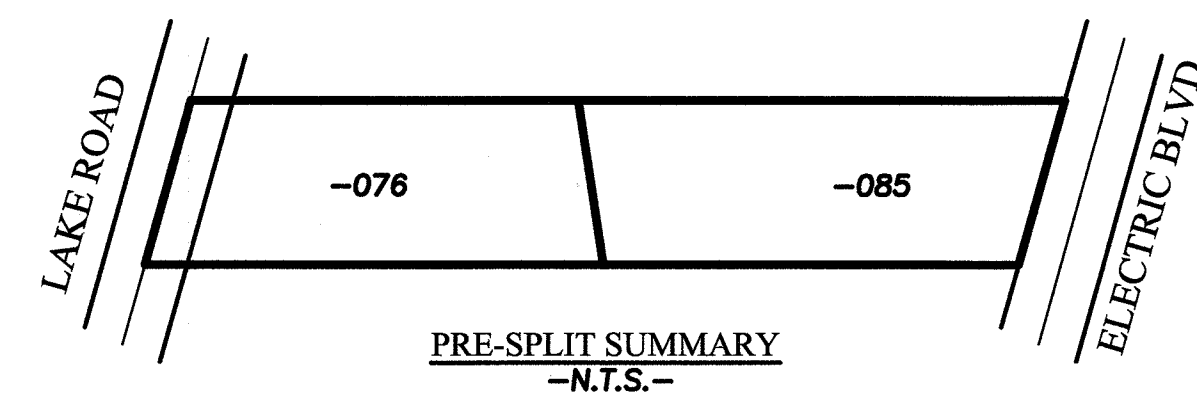 LAKE ROAD
-076
-085
ELECTRIC BLVD
PRE-SPLIT SUMMARY
-N.T.S.-